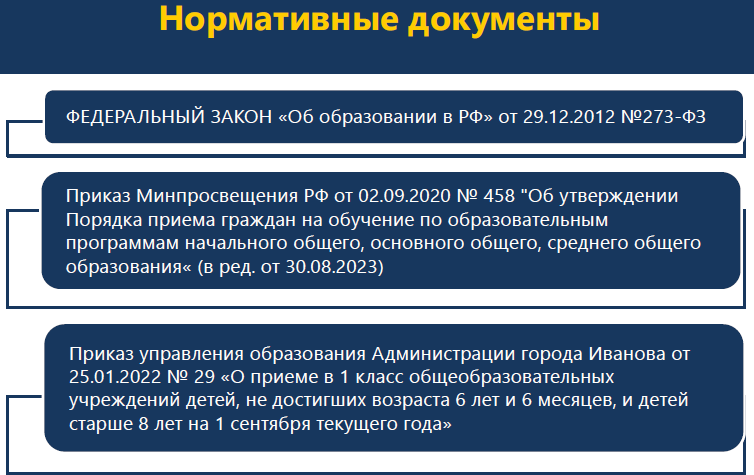 Нормативные документы
ФЕДЕРАЛЬНЫЙ ЗАКОН «Об образовании в РФ» от 29.12.2012 №273-ФЗ
Приказ Минпросвещения РФ от 02.09.2020 № 458 "Об утверждении
Порядка приема граждан на обучение по образовательным
программам начального общего, основного общего, среднего общего
образования« (в ред. от 30.08.2023)
Приказ управления образования Администрации города Иванова от
25.01.2022 № 29 «О приеме в 1 класс общеобразовательных
учреждений детей, не достигших возраста 6 лет и 6 месяцев, и детей
старше 8 лет на 1 сентября текущего года»